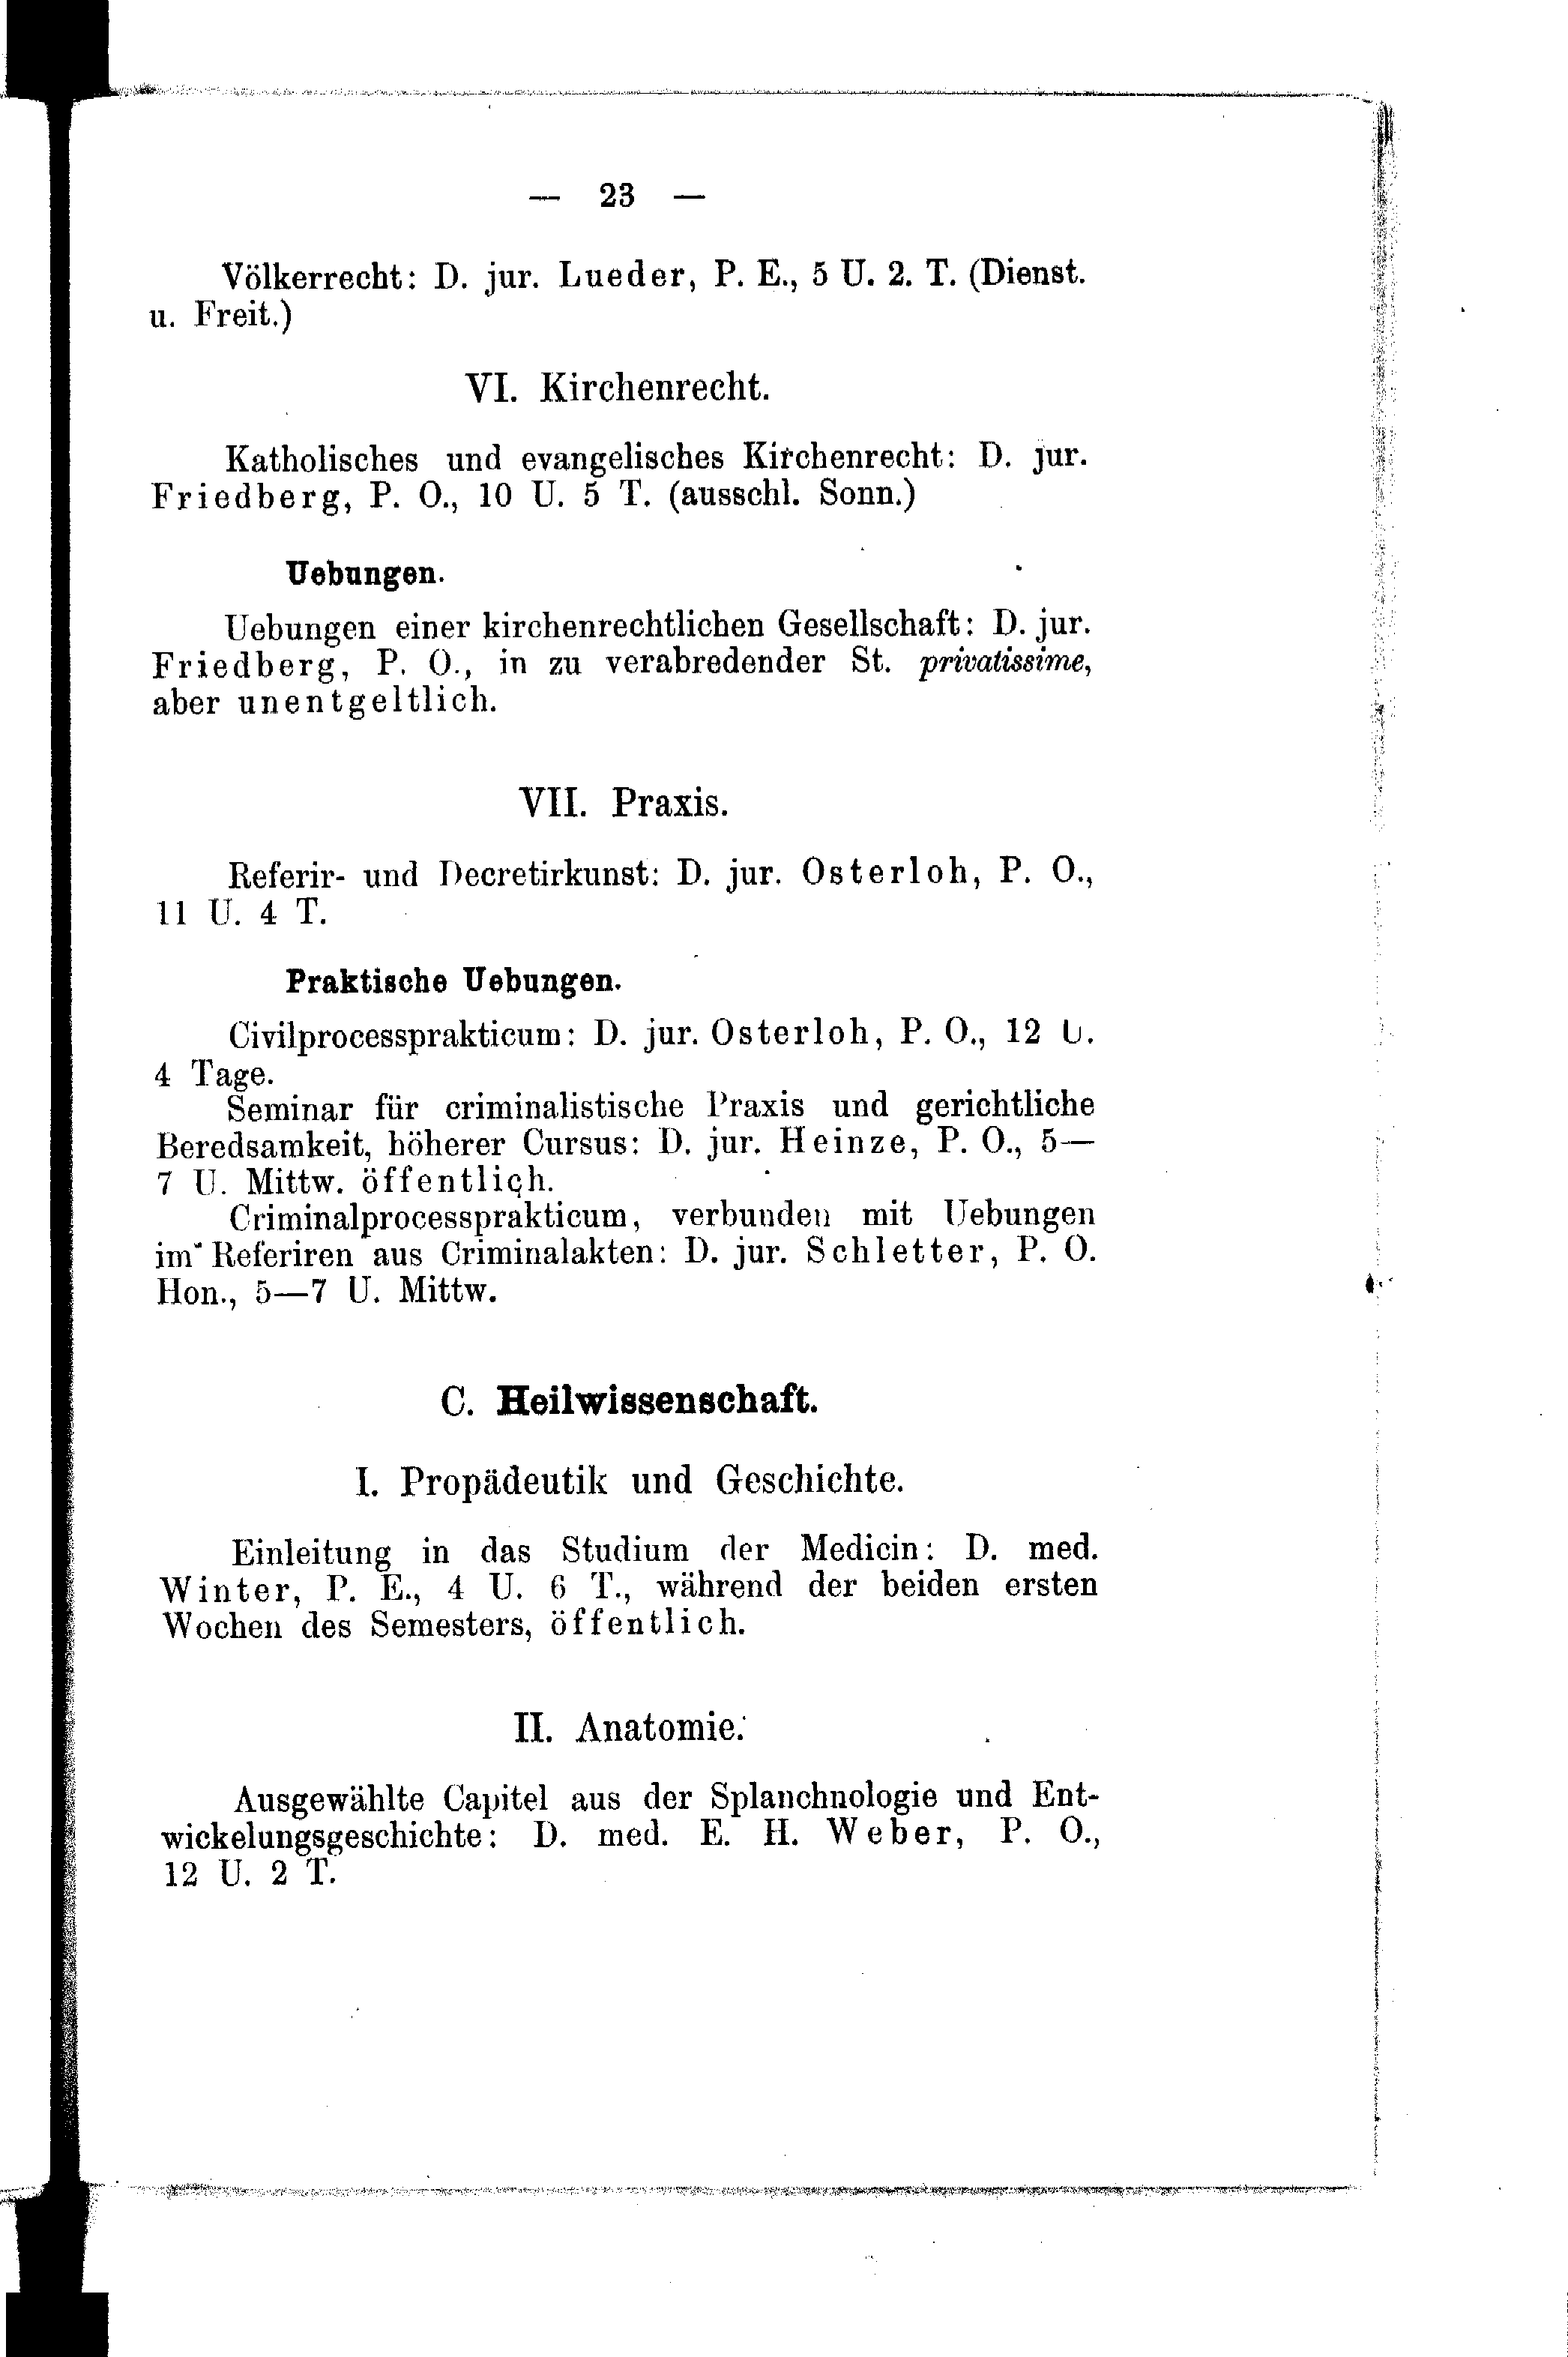 — 23 —
Völkerrecht: D. jur. Lueder, P. E., 5 U. 2. T. (Dienst.
u. Freit.)
VI. Kirchenrecht.
Katholisches und evangelisches Kirchenrecht: D. jur.
Friedberg, P. O., 10 U. 5 T. (ausschl. Sonn.)
Uebungen.
Uebungen einer kirchenrechtlichen Gesellschaft: D. jur.
Friedberg, P. O., in zu verabredender St. privatissime,
aber unentgeltlich.
VII. Praxis.
Referir- und Decretirkunst: D. jur. Osterloh, P. O.,
11 U. 4 T.
Praktische Uebungen.
Civilprocessprakticum: D. jur. Osterloh, P. O., 12 U.
4 Tage.
Seminar für criminalistische Praxis und gerichtliche
Beredsamkeit, höherer Cursus: D. jur. Heinze, P. O., 5—
7 U. Mittw. öffentlich.
Criminalprocessprakticum, verbunden mit Uebungen
im Referiren aus Criminalakten: D. jur. Schletter, P. O.
Hon., 5—7 U. Mittw.
C. Heilwissenschaft.
I. Propädeutik und Geschichte.
Einleitung in das Studium der Medicin: D. med.
Winter, P. E., 4 U. 6 T., während der beiden ersten
Wochen des Semesters, öffentlich.
II. Anatomie.
Ausgewählte Capitel aus der Splanchnologie und Ent-
wickelungsgeschichte: D. med. E. H. Weber, P. O.,
12 U. 2 T.